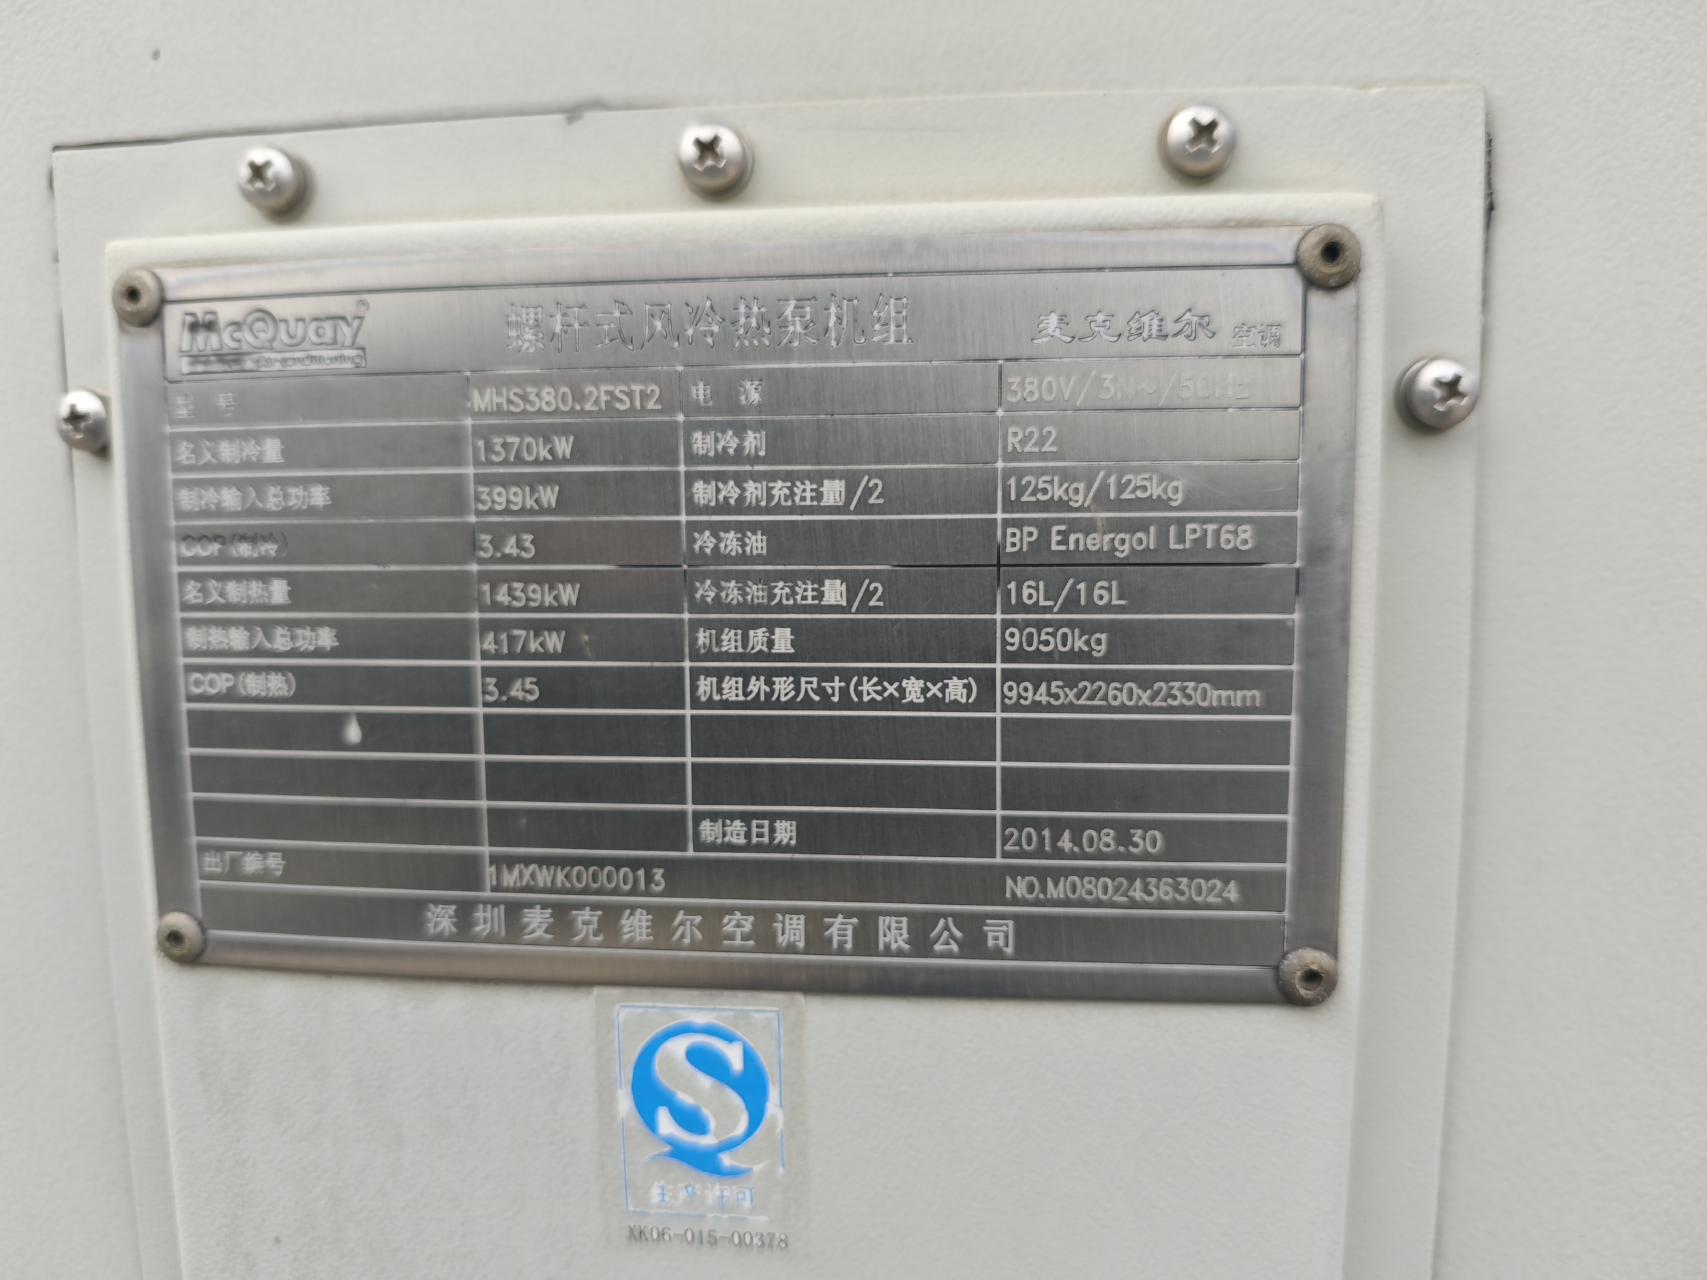 McQuay® 螺杆式风冷热泵机组 麦克维尔 空调
air conditioning
型 号 MHS380.2FST2 电 源 380V/3N~/50Hz
名义制冷量 1370kW 制冷剂 R22
制冷输入总功率 399kW 制冷剂充注量/2 125kg/125kg
COP(制冷) 3.43 冷冻油 BP Energol LPT68
名义制热量 1439kW 冷冻油充注量/2 16L/16L
制热输入总功率 417kW 机组质量 9050kg
COP(制热) 3.45 机组外形尺寸(长×宽×高) 9945x2260x2330mm
制造日期 2014.08.30
出厂编号 1MXWK000013 NO.M08024363024
深圳麦克维尔空调有限公司
生产许可
XK06-015-00378